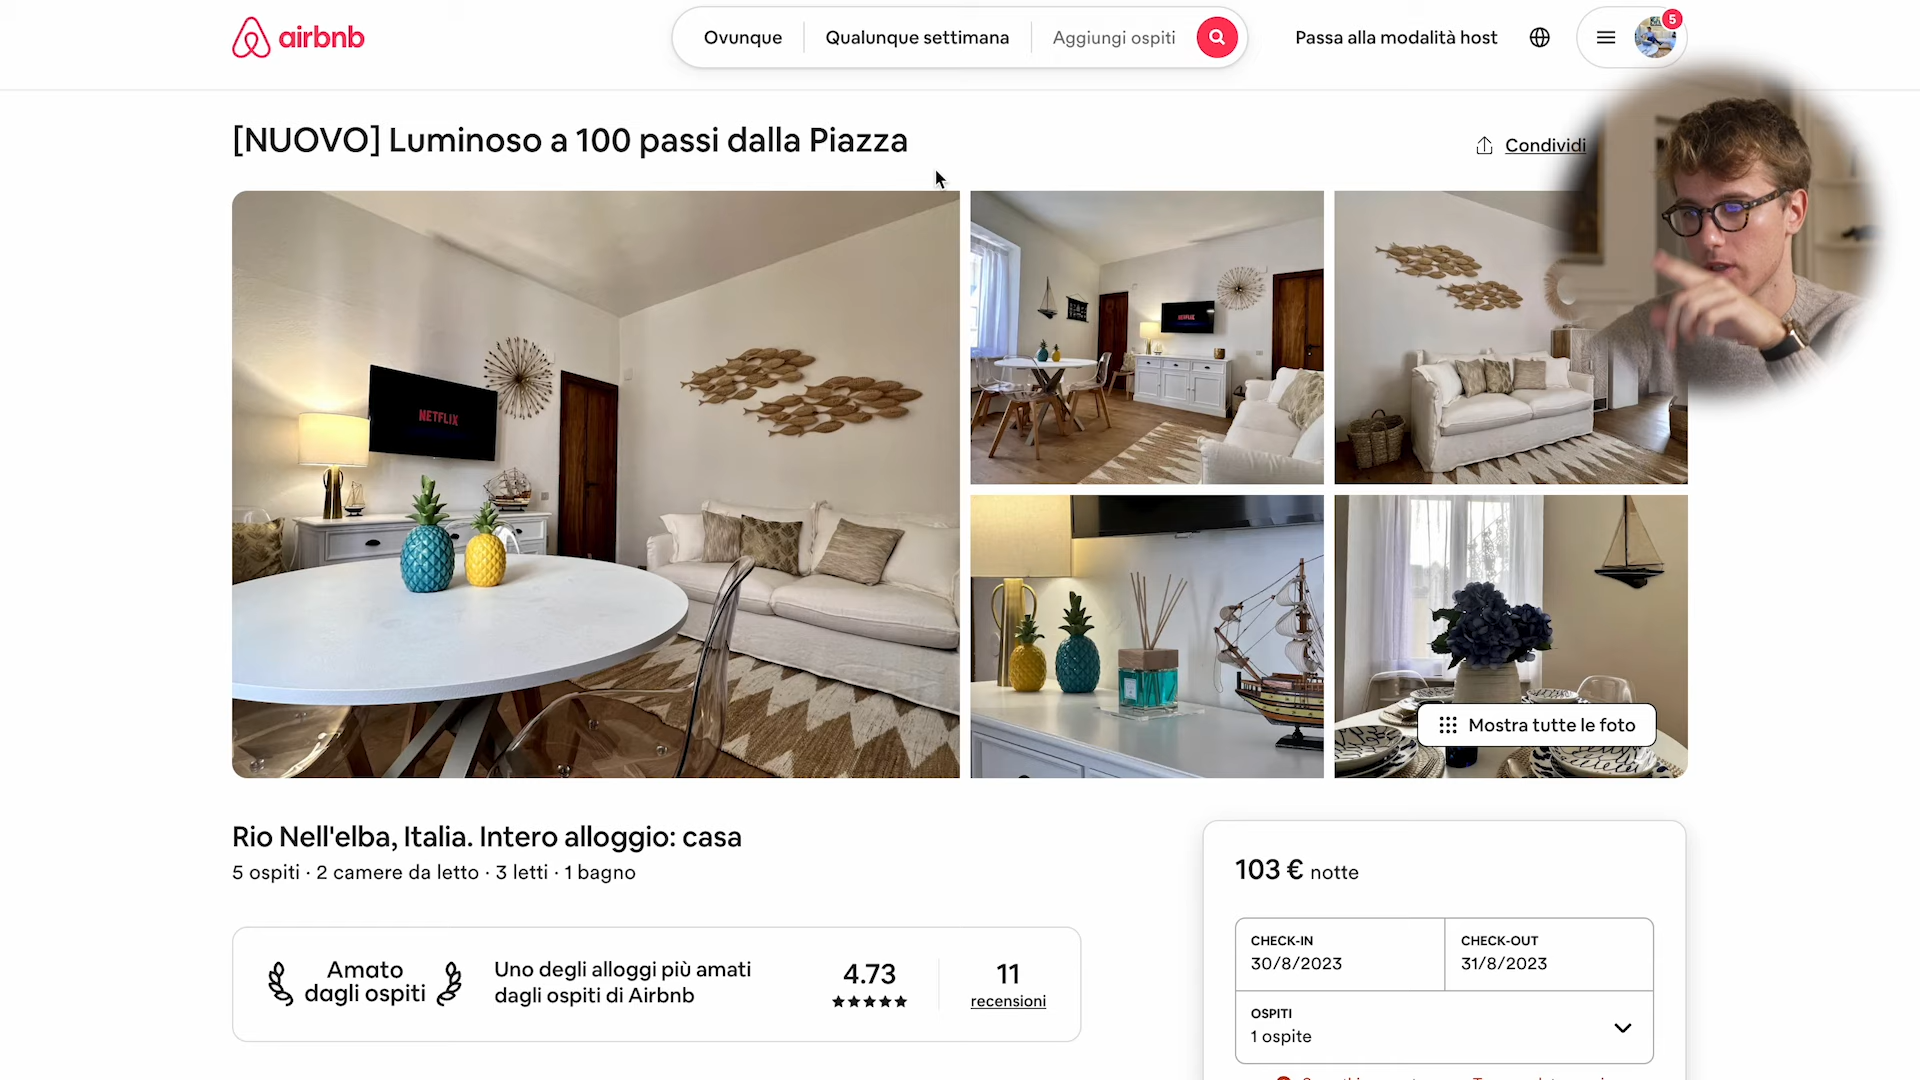 airbnb
Ovunque
Qualunque settimana
Aggiungi ospiti
Passa alla modalità host
5
[NUOVO] Luminoso a 100 passi dalla Piazza
Condividi
NETFLIX
NETFLIX
Mostra tutte le foto
Rio Nell'elba, Italia. Intero alloggio: casa
5 ospiti · 2 camere da letto · 3 letti · 1 bagno
Amato
dagli ospiti
Uno degli alloggi più amati
dagli ospiti di Airbnb
4.73
11
recensioni
103 € notte
CHECK-IN
30/8/2023
CHECK-OUT
31/8/2023
OSPITI
1 ospite